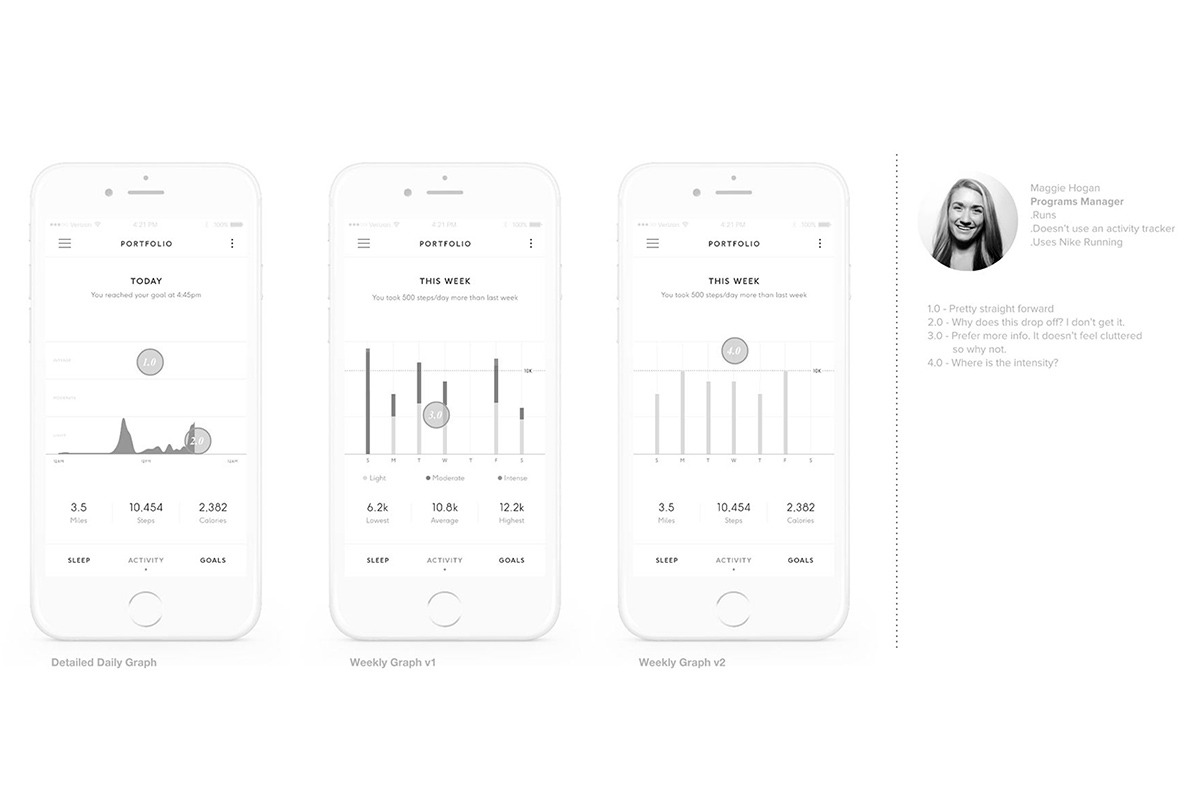 Verizon
4:21 PM
100%
PORTFOLIO
TODAY
You reached your goal at 4:45pm
1.0
2.0
12AM
12PM
12AM
3.5
10,454
2,382
Miles
Steps
Calories
SLEEP
ACTIVITY
GOALS
Detailed Daily Graph
Verizon
4:21 PM
100%
PORTFOLIO
THIS WEEK
You took 500 steps/day more than last week
10K
3.0
S M T W T F S
Light
Moderate
Intense
6.2k
10.8k
12.2k
Lowest
Average
Highest
SLEEP
ACTIVITY
GOALS
Weekly Graph v1
Verizon
4:21 PM
100%
PORTFOLIO
THIS WEEK
You took 500 steps/day more than last week
4.0
10K
S M T W T F S
3.5
10,454
2,382
Miles
Steps
Calories
SLEEP
ACTIVITY
GOALS
Weekly Graph v2
Maggie Hogan
Programs Manager
.Runs
.Doesn't use an activity tracker
.Uses Nike Running
1.0 - Pretty straight forward
2.0 - Why does this drop off? I don't get it.
3.0 - Prefer more info. It doesn't feel cluttered
so why not.
4.0 - Where is the intensity?